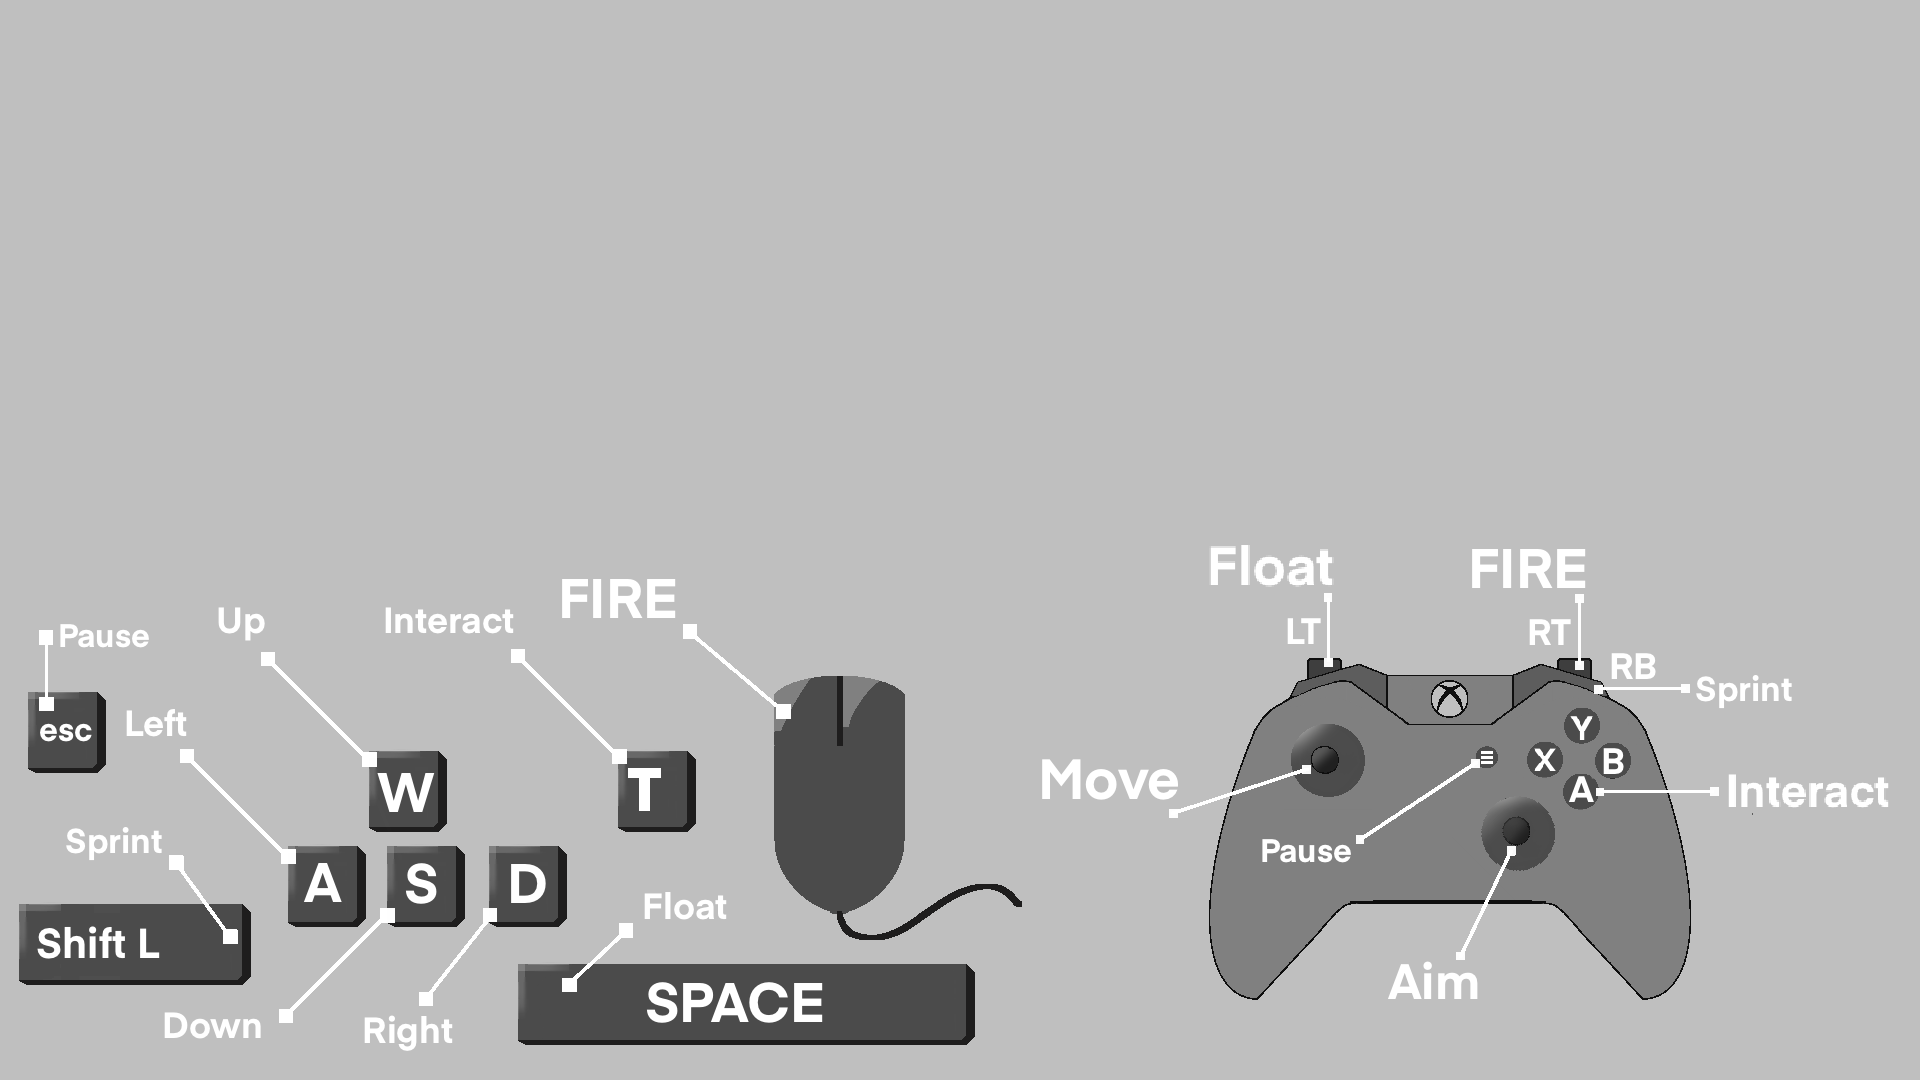 Pause
esc
Up
Interact
FIRE
Left
W
T
Sprint
A
S
D
Shift L
Float
Down
Right
SPACE
Float
FIRE
LT
RT
RB
Sprint
Y
X
B
A
Move
Interact
Pause
Aim